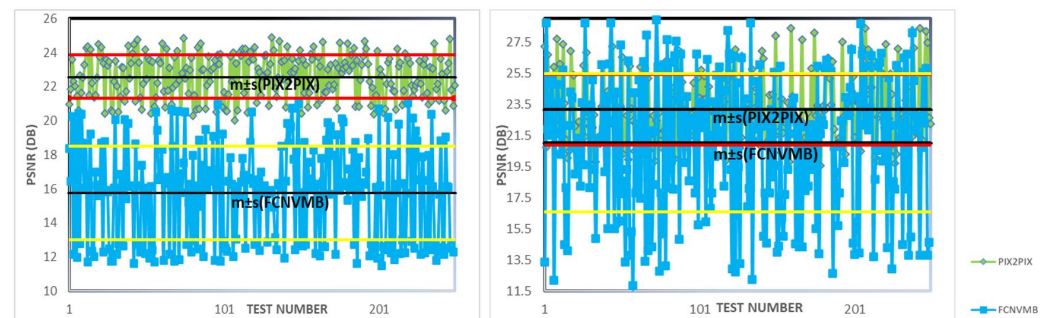 26
24
22
20
18
16
14
12
10
PSNR (DB)
m±s(PIX2PIX)
m±s(FCNVMB)
1
101
201
TEST NUMBER
27.5
25.5
23.5
21.5
19.5
17.5
15.5
13.5
11.5
PSNR (DB)
m±s(PIX2PIX)
m±s(FCNVMB)
1
101
201
TEST NUMBER
PIX2PIX
FCNVMB